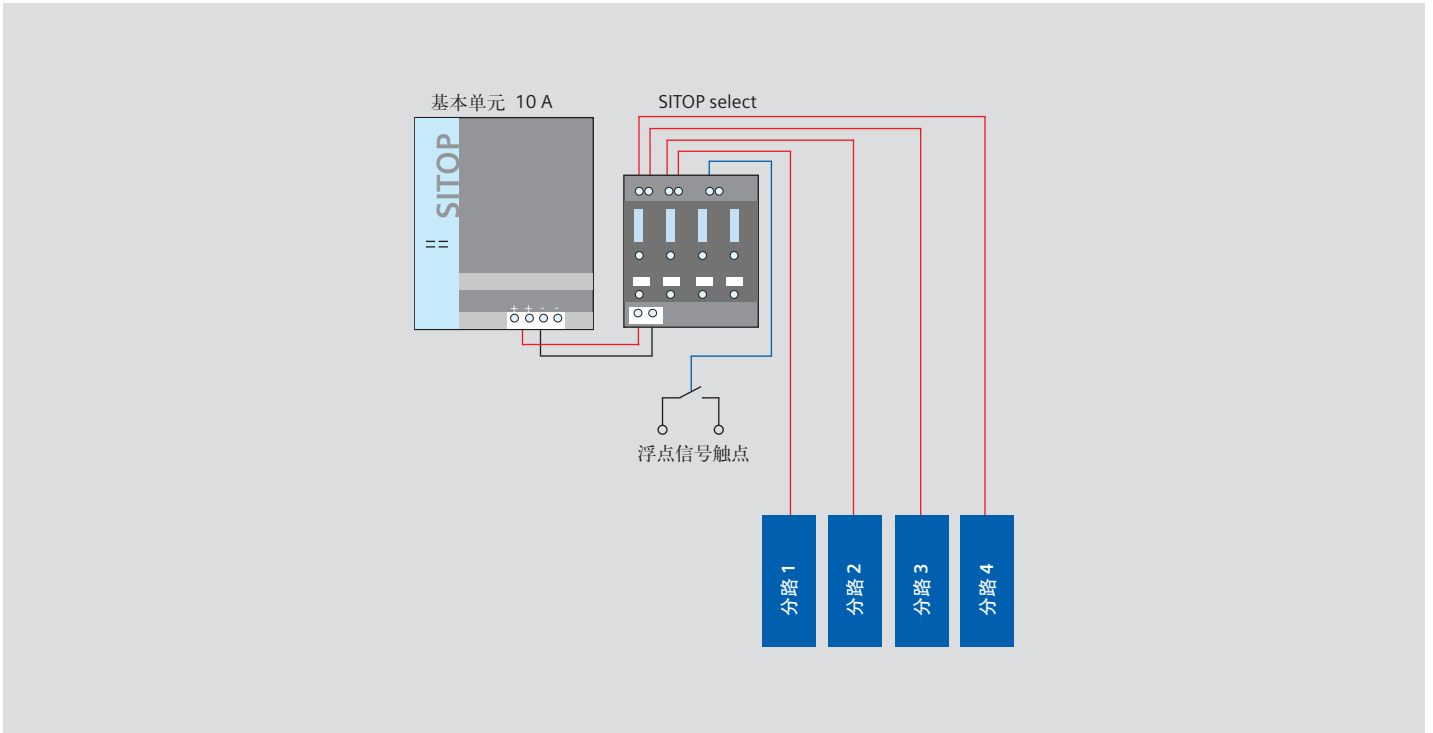 基本单元 10 A
SITOP select
SITOP
+ + - -
浮点信号触点
分路 1
分路 2
分路 3
分路 4